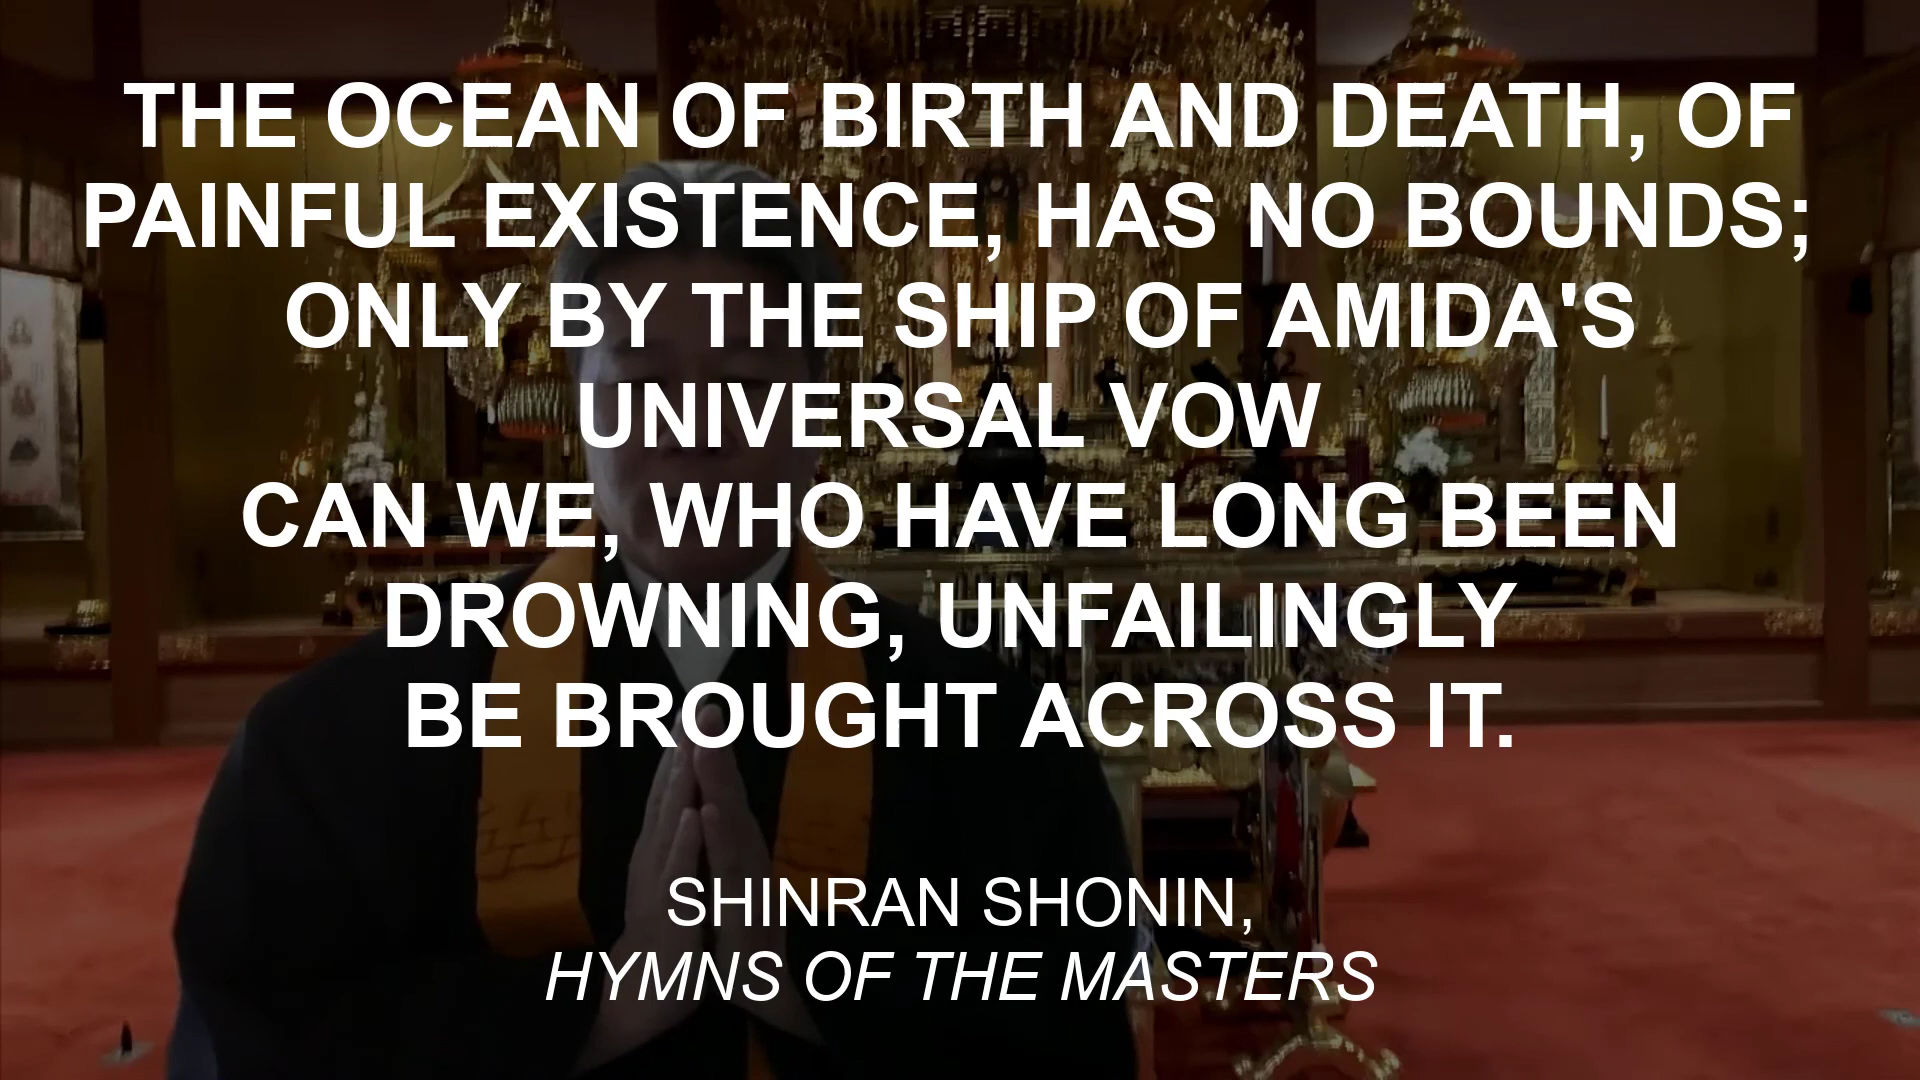 THE OCEAN OF BIRTH AND DEATH, OF
PAINFUL EXISTENCE, HAS NO BOUNDS;
ONLY BY THE SHIP OF AMIDA'S
UNIVERSAL VOW
CAN WE, WHO HAVE LONG BEEN
DROWNING, UNFAILINGLY
BE BROUGHT ACROSS IT.
SHINRAN SHONIN,
HYMNS OF THE MASTERS